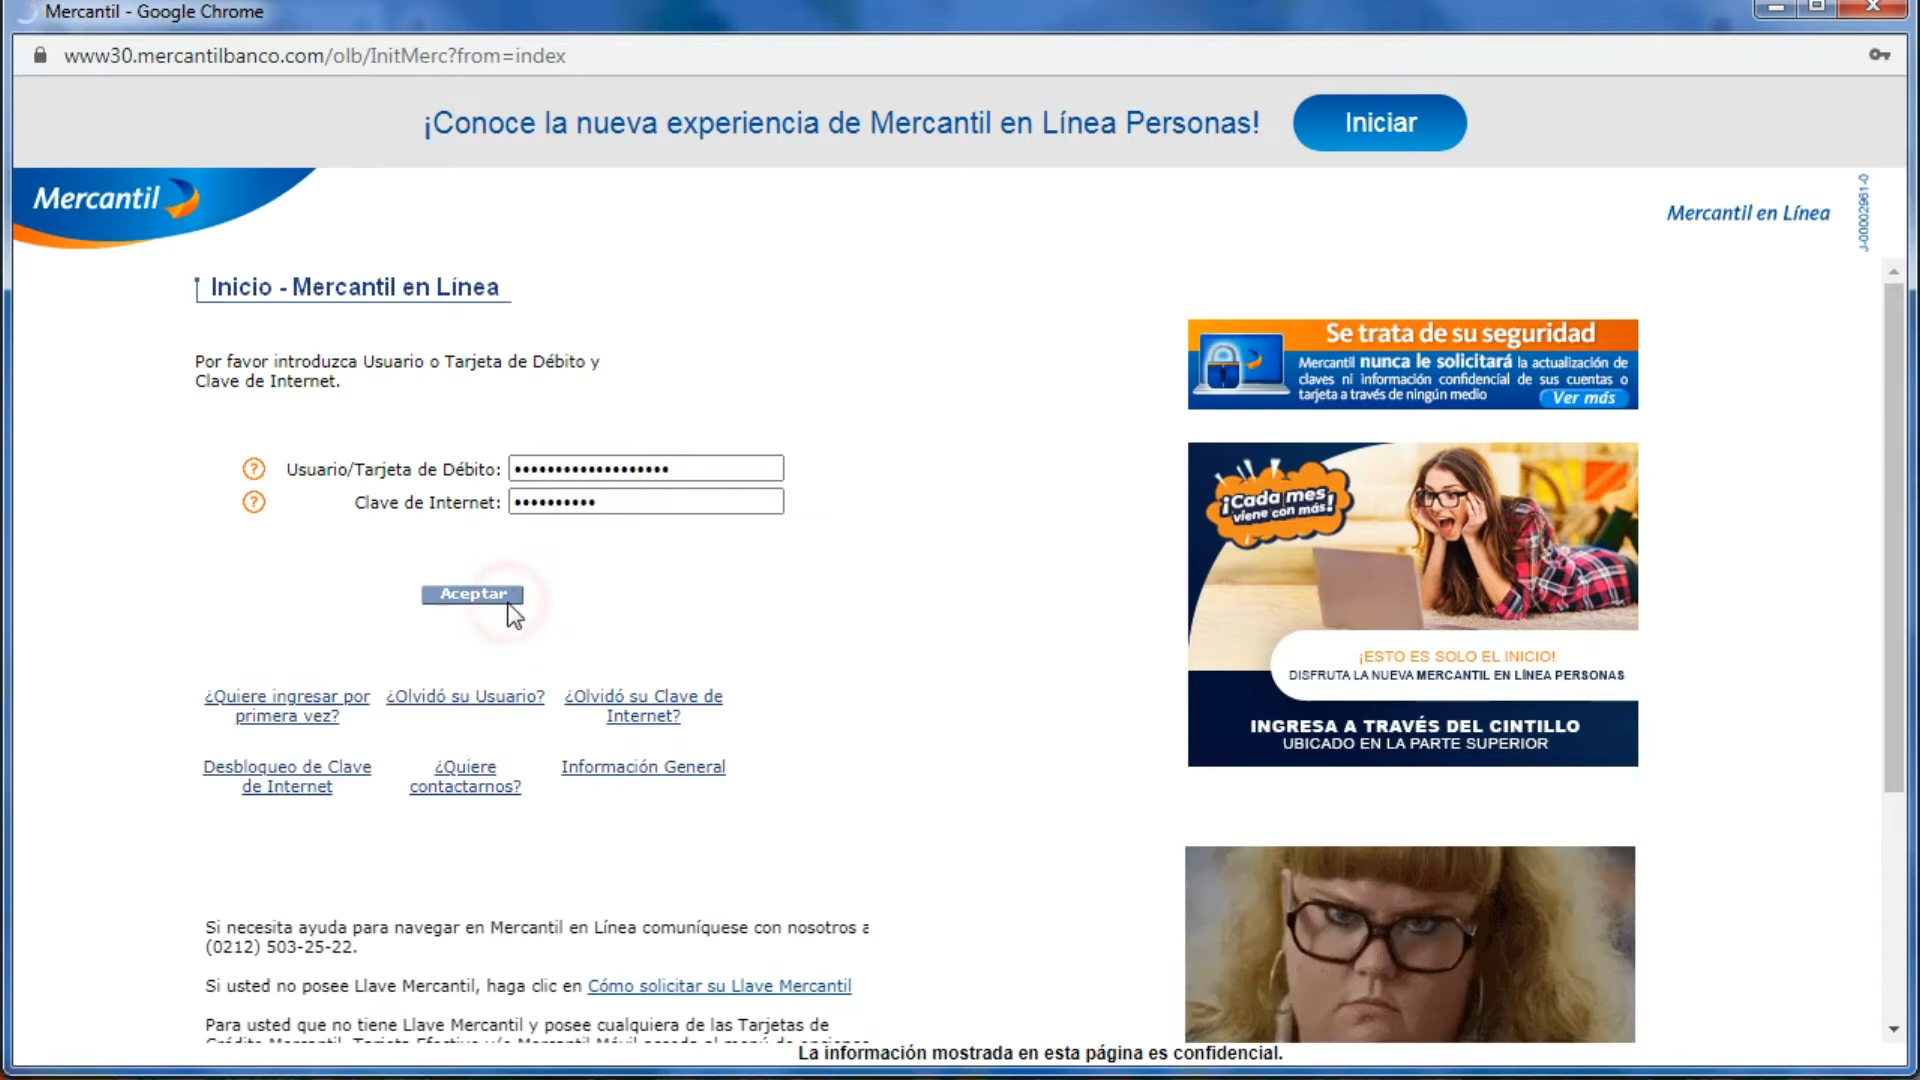 Mercantil - Google Chrome
www30.mercantilbanco.com/olb/InitMerc?from=index
¡Conoce la nueva experiencia de Mercantil en Línea Personas!
Iniciar
Mercantil
Mercantil en Línea
J-00002961-0
Inicio - Mercantil en Línea
Por favor introduzca Usuario o Tarjeta de Débito y
Clave de Internet.
Usuario/Tarjeta de Débito:
Clave de Internet:
Aceptar
¿Quiere ingresar por
primera vez?
¿Olvidó su Usuario?
¿Olvidó su Clave de
Internet?
Desbloqueo de Clave
de Internet
¿Quiere
contactarnos?
Información General
Si necesita ayuda para navegar en Mercantil en Línea comuníquese con nosotros a
(0212) 503-25-22.
Si usted no posee Llave Mercantil, haga clic en Cómo solicitar su Llave Mercantil
Para usted que no tiene Llave Mercantil y posee cualquiera de las Tarjetas de
Se trata de su seguridad
Mercantil nunca le solicitará la actualización de
claves ni información confidencial de sus cuentas o
tarjeta a través de ningún medio
Ver más
¡Cada mes
viene con más!
¡ESTO ES SOLO EL INICIO!
DISFRUTA LA NUEVA MERCANTIL EN LÍNEA PERSONAS
INGRESA A TRAVÉS DEL CINTILLO
UBICADO EN LA PARTE SUPERIOR
La información mostrada en esta página es confidencial.